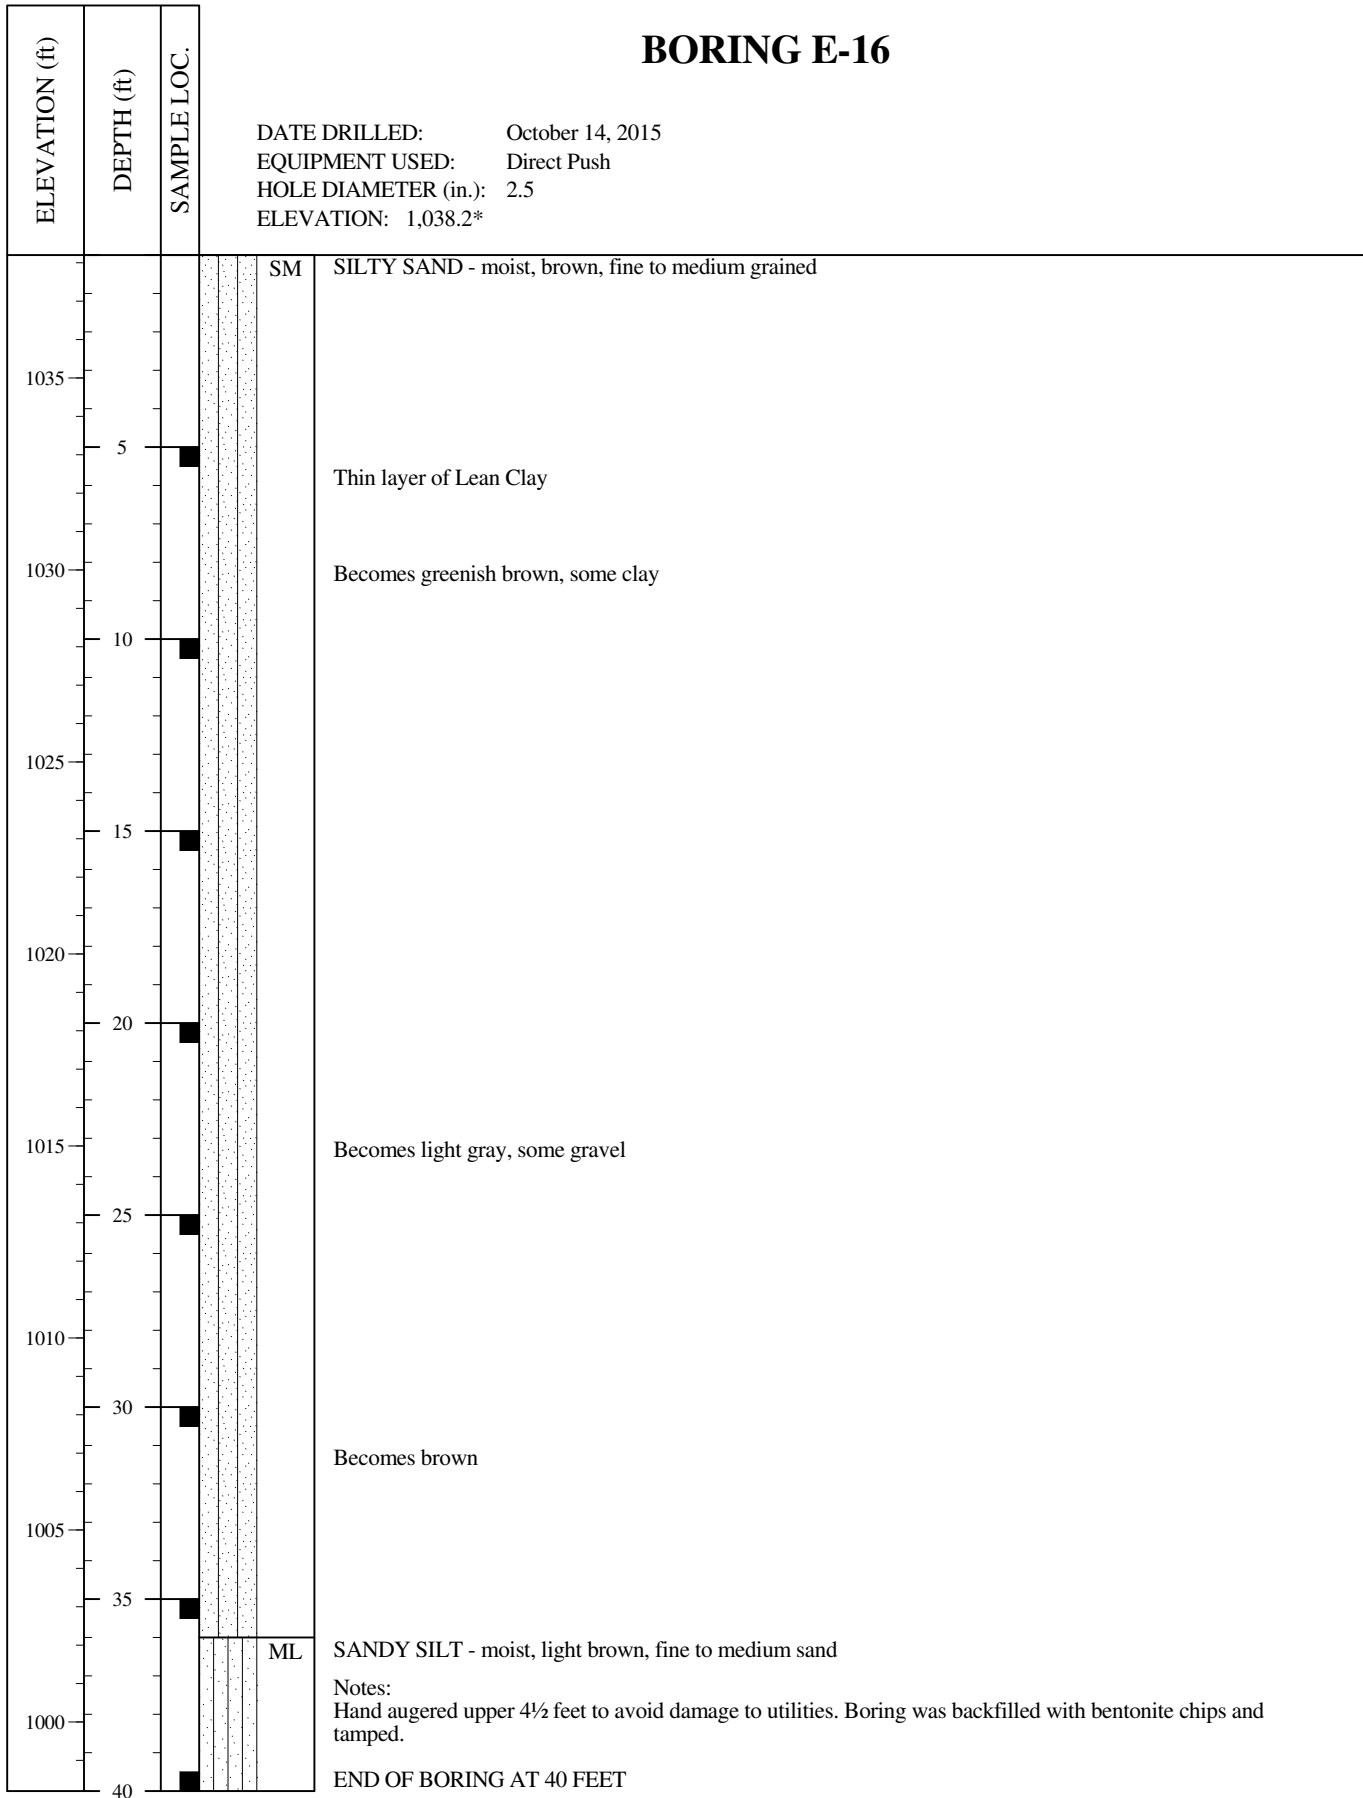 ELEVATION (ft)
DEPTH (ft)
SAMPLE LOC.
BORING E-16
DATE DRILLED: October 14, 2015
EQUIPMENT USED: Direct Push
HOLE DIAMETER (in.): 2.5
ELEVATION: 1,038.2*
SM SILTY SAND - moist, brown, fine to medium grained
1035
5
Thin layer of Lean Clay
1030
Becomes greenish brown, some clay
10
1025
15
1020
20
1015
Becomes light gray, some gravel
25
1010
30
Becomes brown
1005
35
ML SANDY SILT - moist, light brown, fine to medium sand
Notes:
Hand augered upper 4½ feet to avoid damage to utilities. Boring was backfilled with bentonite chips and
1000
tamped.
END OF BORING AT 40 FEET
40